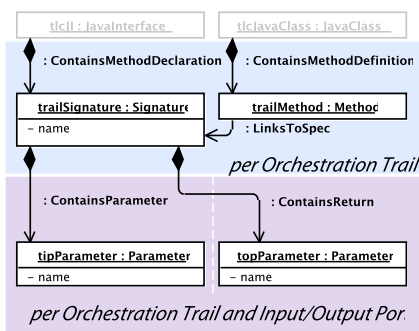 tlcJI : JavaInterface
tlcJavaClass : JavaClass
: ContainsMethodDeclaration
: ContainsMethodDefinition
trailSignature : Signature
- name
trailMethod : Method
: LinksToSpec
per Orchestration Trail
: ContainsParameter
: ContainsReturn
tipParameter : Parameter
- name
topParameter : Parameter
- name
per Orchestration Trail and Input/Output Port